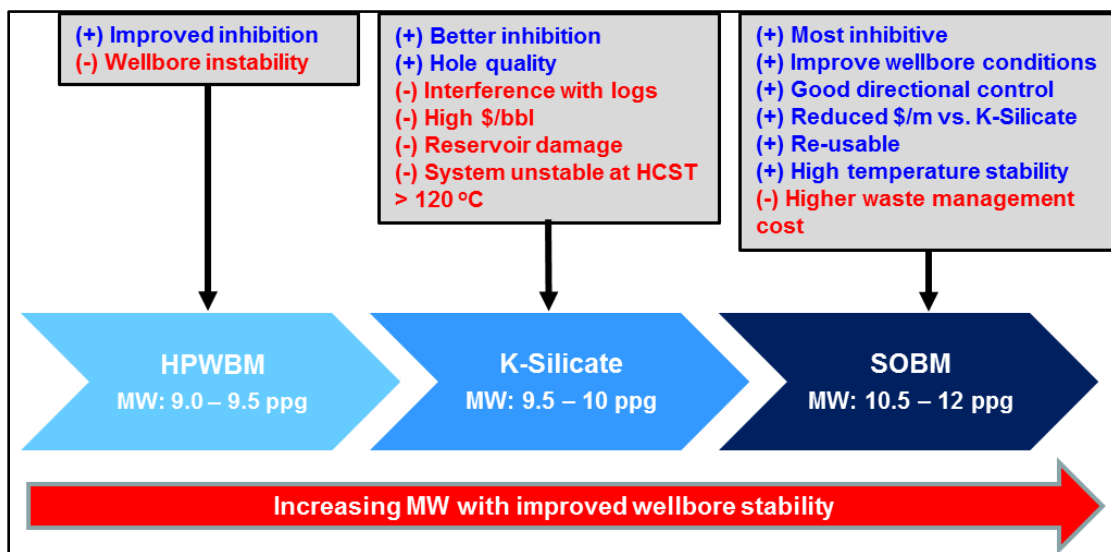 (+) Improved inhibition
(-) Wellbore instability
(+) Better inhibition
(+) Hole quality
(-) Interference with logs
(-) High $/bbl
(-) Reservoir damage
(-) System unstable at HCST
> 120 ºC
(+) Most inhibitive
(+) Improve wellbore conditions
(+) Good directional control
(+) Reduced $/m vs. K-Silicate
(+) Re-usable
(+) High temperature stability
(-) Higher waste management
cost
HPWBM
MW: 9.0 – 9.5 ppg
K-Silicate
MW: 9.5 – 10 ppg
SOBM
MW: 10.5 – 12 ppg
Increasing MW with improved wellbore stability